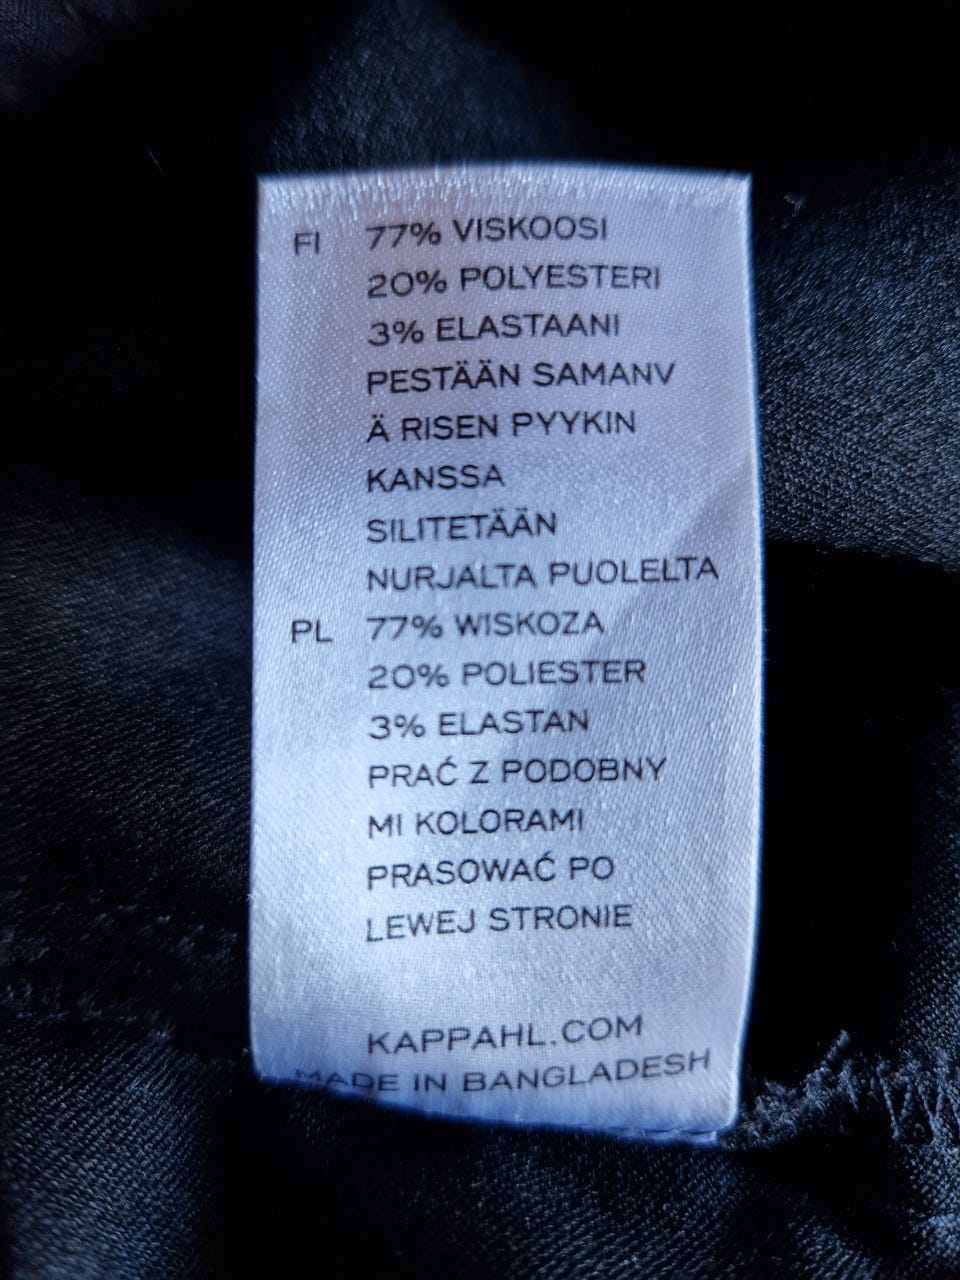 FI 77% VISKOOSI
20% POLYESTERI
3% ELASTAANI
PESTÄÄN SAMANV
Ä RISEN PYYKIN
KANSSA
SILITETÄÄN
NURJALTA PUOLELTA
PL 77% WISKOZA
20% POLIESTER
3% ELASTAN
PRAĆ Z PODOBNY
MI KOLORAMI
PRASOWAĆ PO
LEWEJ STRONIE
KAPPAHL.COM
MADE IN BANGLADESH